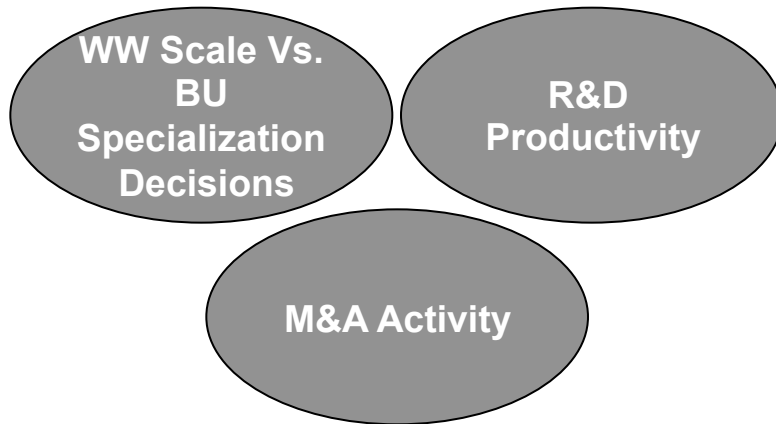 WW Scale Vs.
BU
Specialization
Decisions
R&D
Productivity
M&A Activity